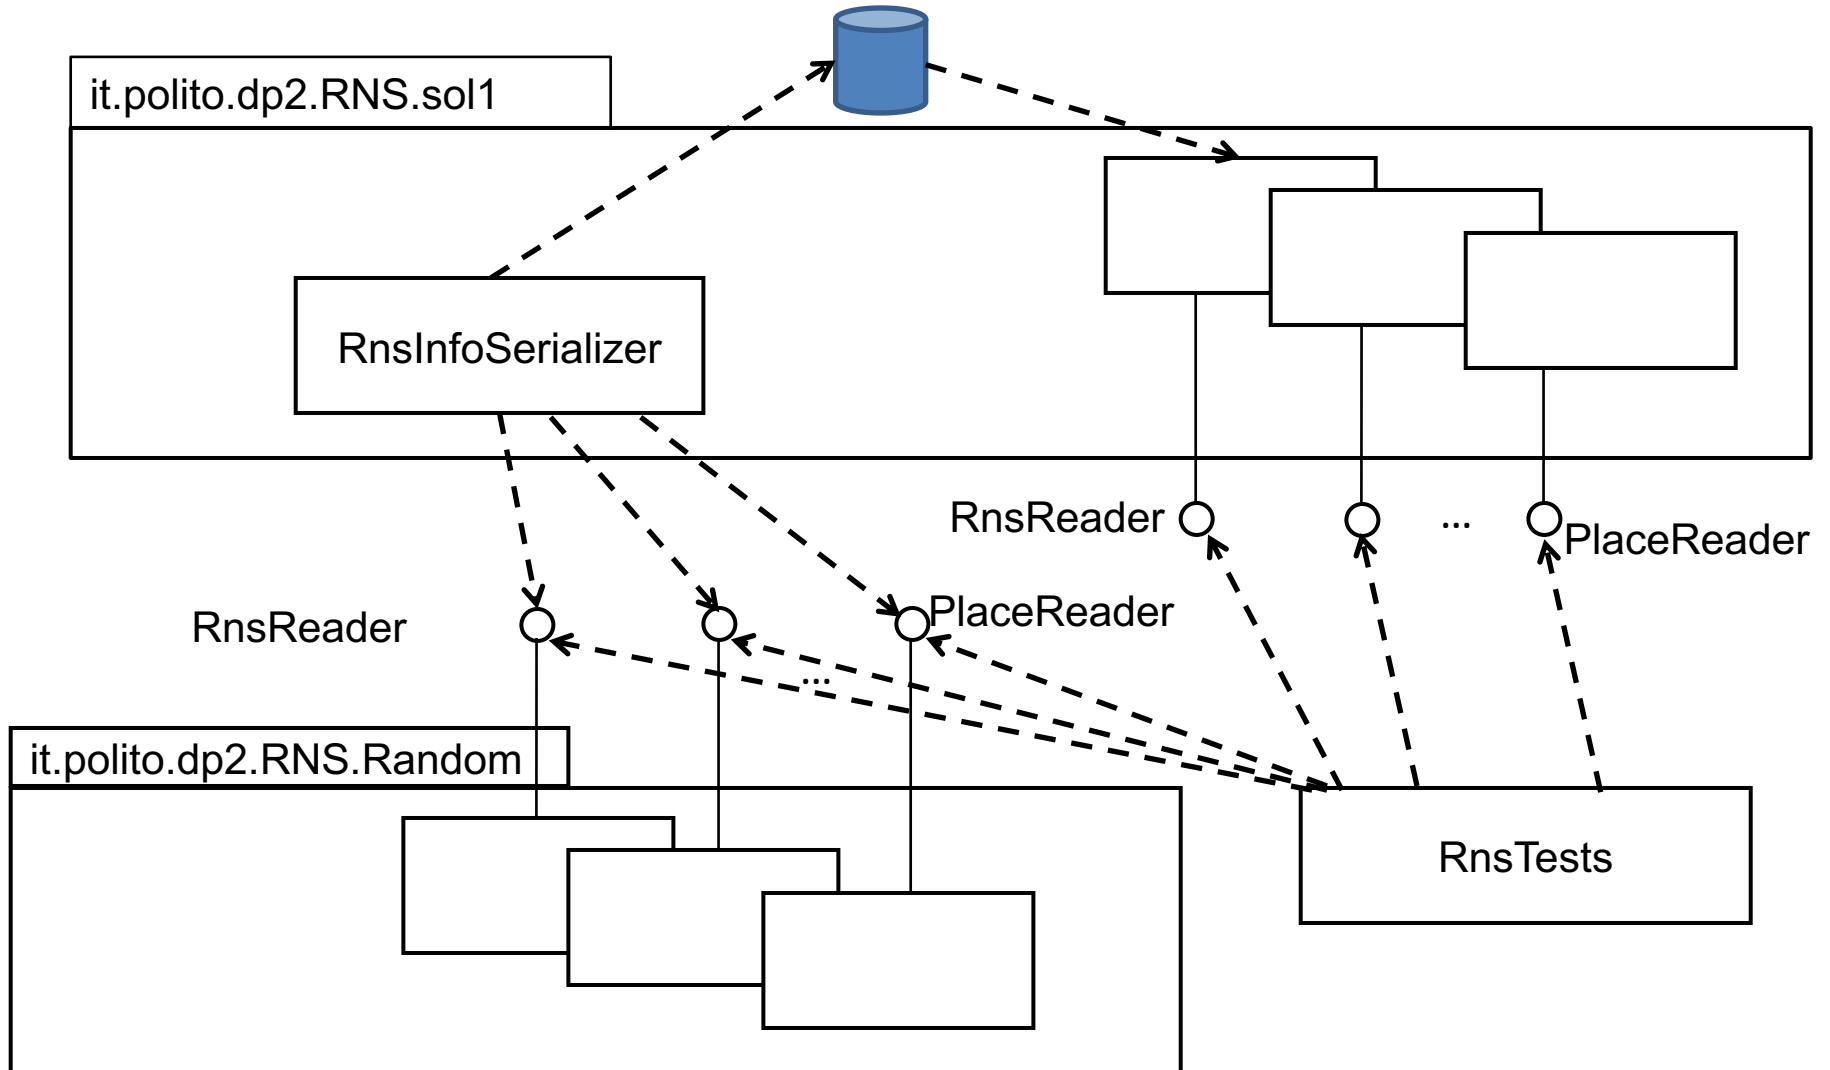 it.polito.dp2.RNS.sol1
RnsInfoSerializer
RnsReader
...
PlaceReader
RnsReader
PlaceReader
...
it.polito.dp2.RNS.Random
RnsTests